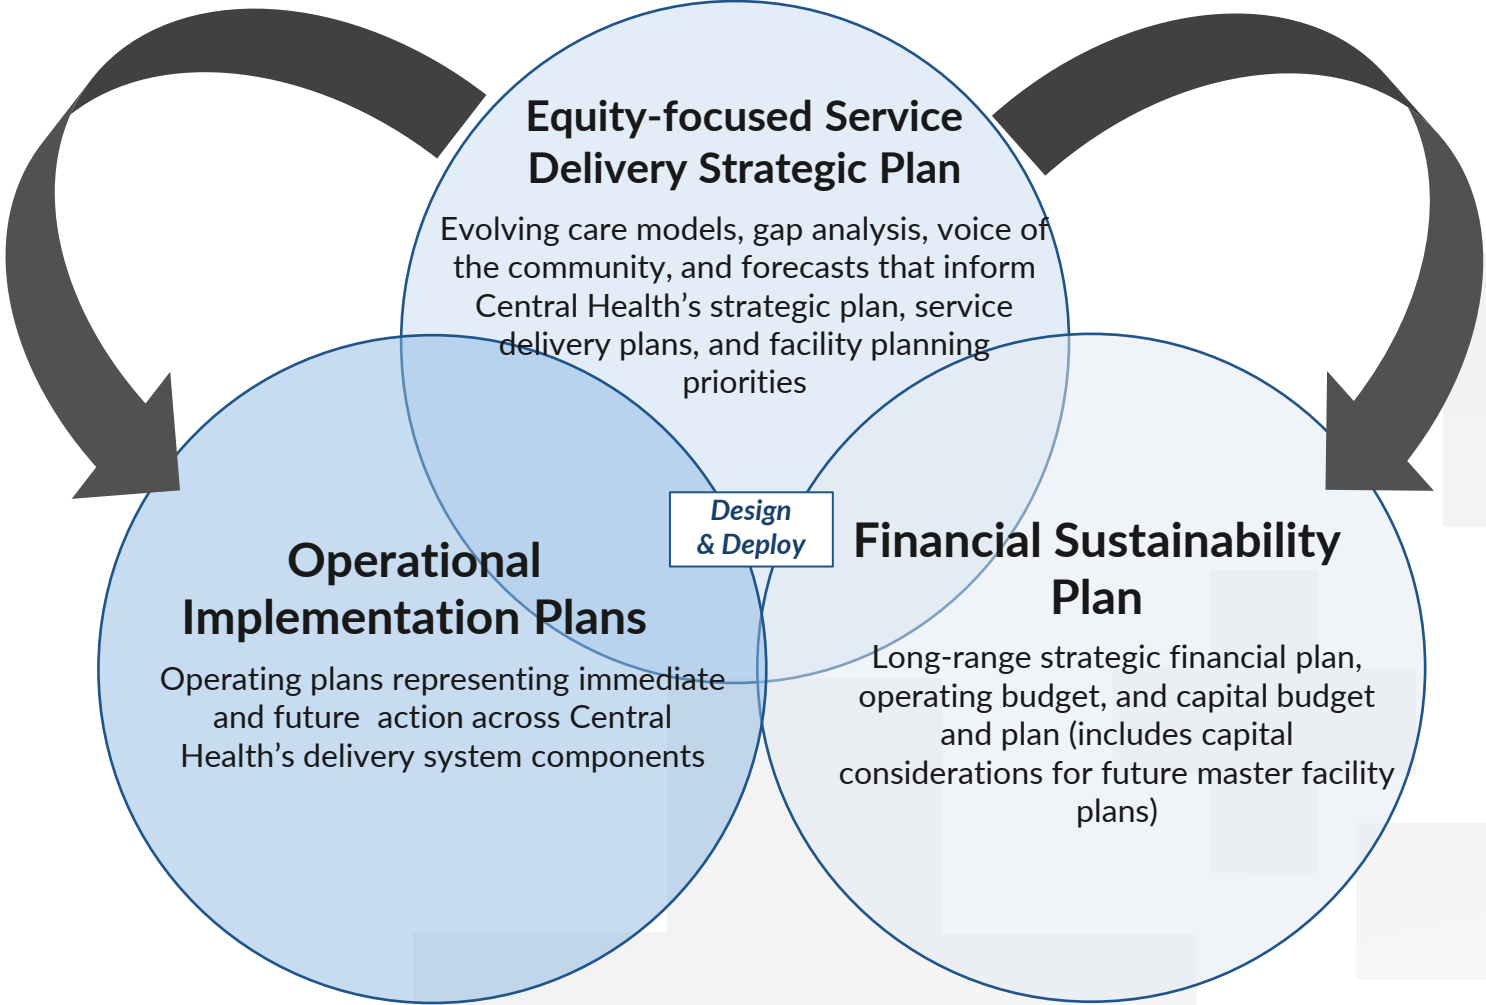 Equity-focused Service
Delivery Strategic Plan
Evolving care models, gap analysis, voice of
the community, and forecasts that inform
Central Health’s strategic plan, service
delivery plans, and facility planning
priorities
Design
& Deploy
Operational
Implementation Plans
Operating plans representing immediate
and future  action across Central
Health’s delivery system components
Financial Sustainability
Plan
Long-range strategic financial plan,
operating budget, and capital budget
and plan (includes capital
considerations for future master facility
plans)